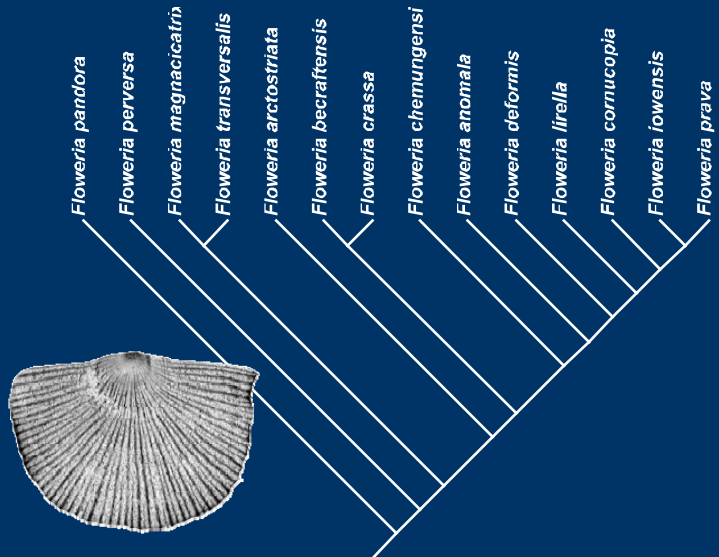 Floweria pandora
Floweria perversa
Floweria magnacicatrix
Floweria transversalis
Floweria arctostriata
Floweria becraftensis
Floweria crassa
Floweria chemungensi
Floweria anomala
Floweria deformis
Floweria lirella
Floweria cornucopia
Floweria iowensis
Floweria prava